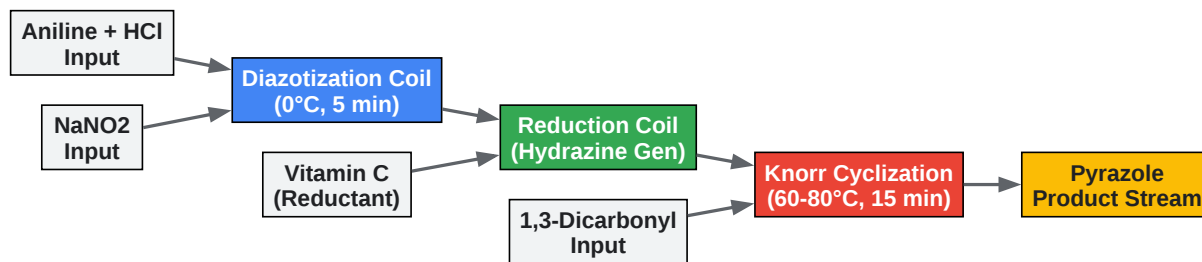 Aniline + HCl
Input
NaNO2
Input
Diazotization Coil
(0°C, 5 min)
Vitamin C
(Reductant)
Reduction Coil
(Hydrazine Gen)
1,3-Dicarbonyl
Input
Knorr Cyclization
(60-80°C, 15 min)
Pyrazole
Product Stream